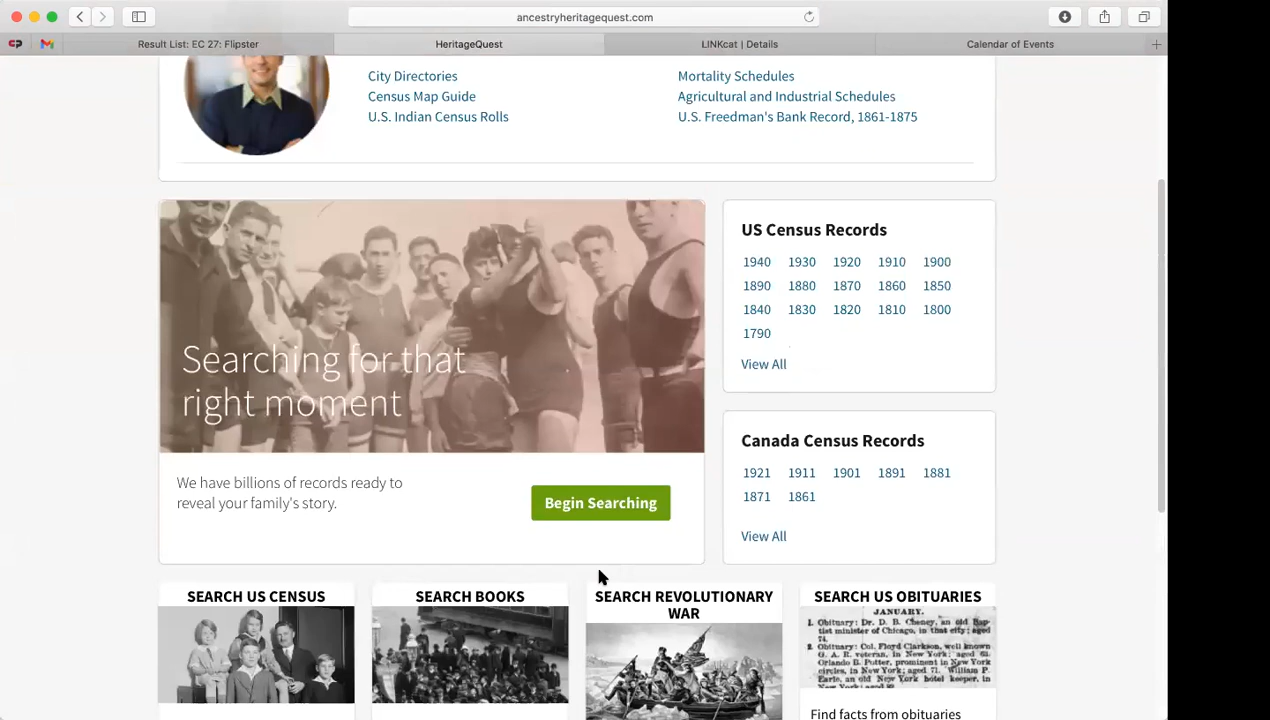 ancestryheritagequest.com
Result List: EC 27: Flipster
HeritageQuest
LINKcat | Details
Calendar of Events
City Directories
Mortality Schedules
Census Map Guide
Agricultural and Industrial Schedules
U.S. Indian Census Rolls
U.S. Freedman's Bank Record, 1861-1875
Searching for that
right moment
We have billions of records ready to
reveal your family's story.
Begin Searching
US Census Records
1940 1930 1920 1910 1900
1890 1880 1870 1860 1850
1840 1830 1820 1810 1800
1790
View All
Canada Census Records
1921 1911 1901 1891 1881
1871 1861
View All
SEARCH US CENSUS
SEARCH BOOKS
SEARCH REVOLUTIONARY
WAR
SEARCH US OBITUARIES
JANUARY.
1. Obituary: Dr. D. B. Cheney, an old Bap-
tist minister of Chicago, in that city; aged
74.
2. Obituary: Col. Floyd Clarkson, well known
G. A. R. veteran, in New York; aged
Orlando B. Potter, prominent in New York
circles, in New York; aged 71. William P.
Earle, an old New York hotel keeper, in
Find facts from obituaries